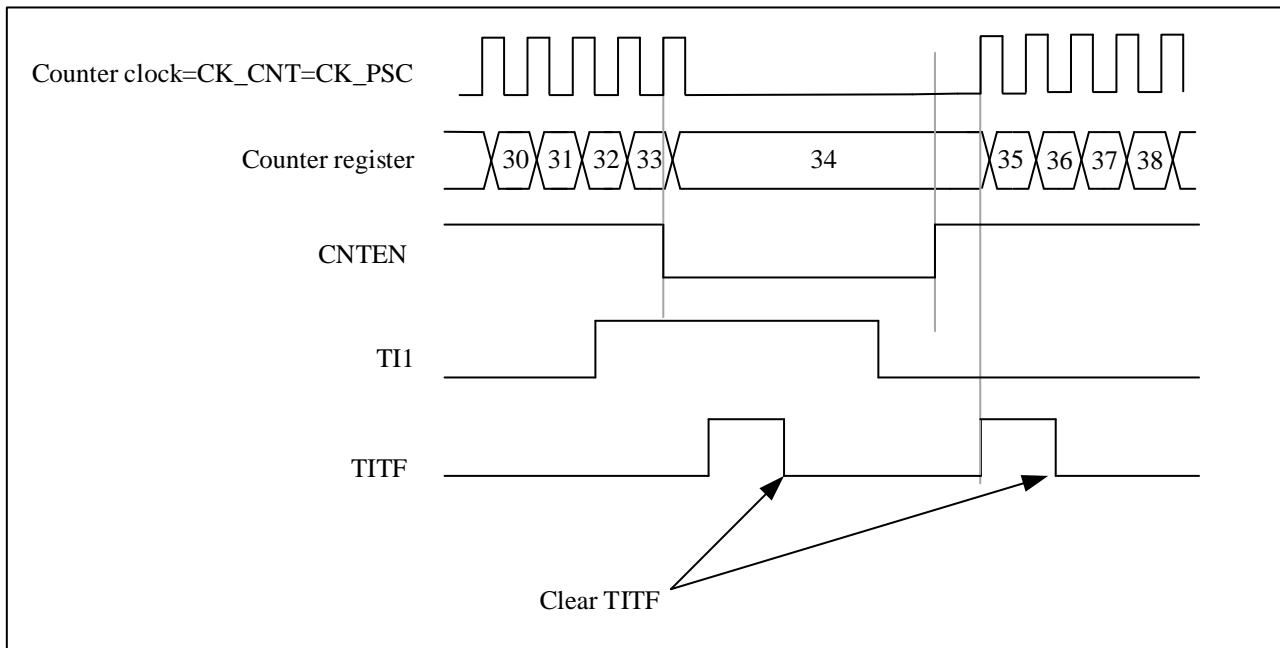 Counter clock=CK_CNT=CK_PSC
Counter register
30 31 32 33 34 35 36 37 38
CNTEN
TI1
TITF
Clear TITF